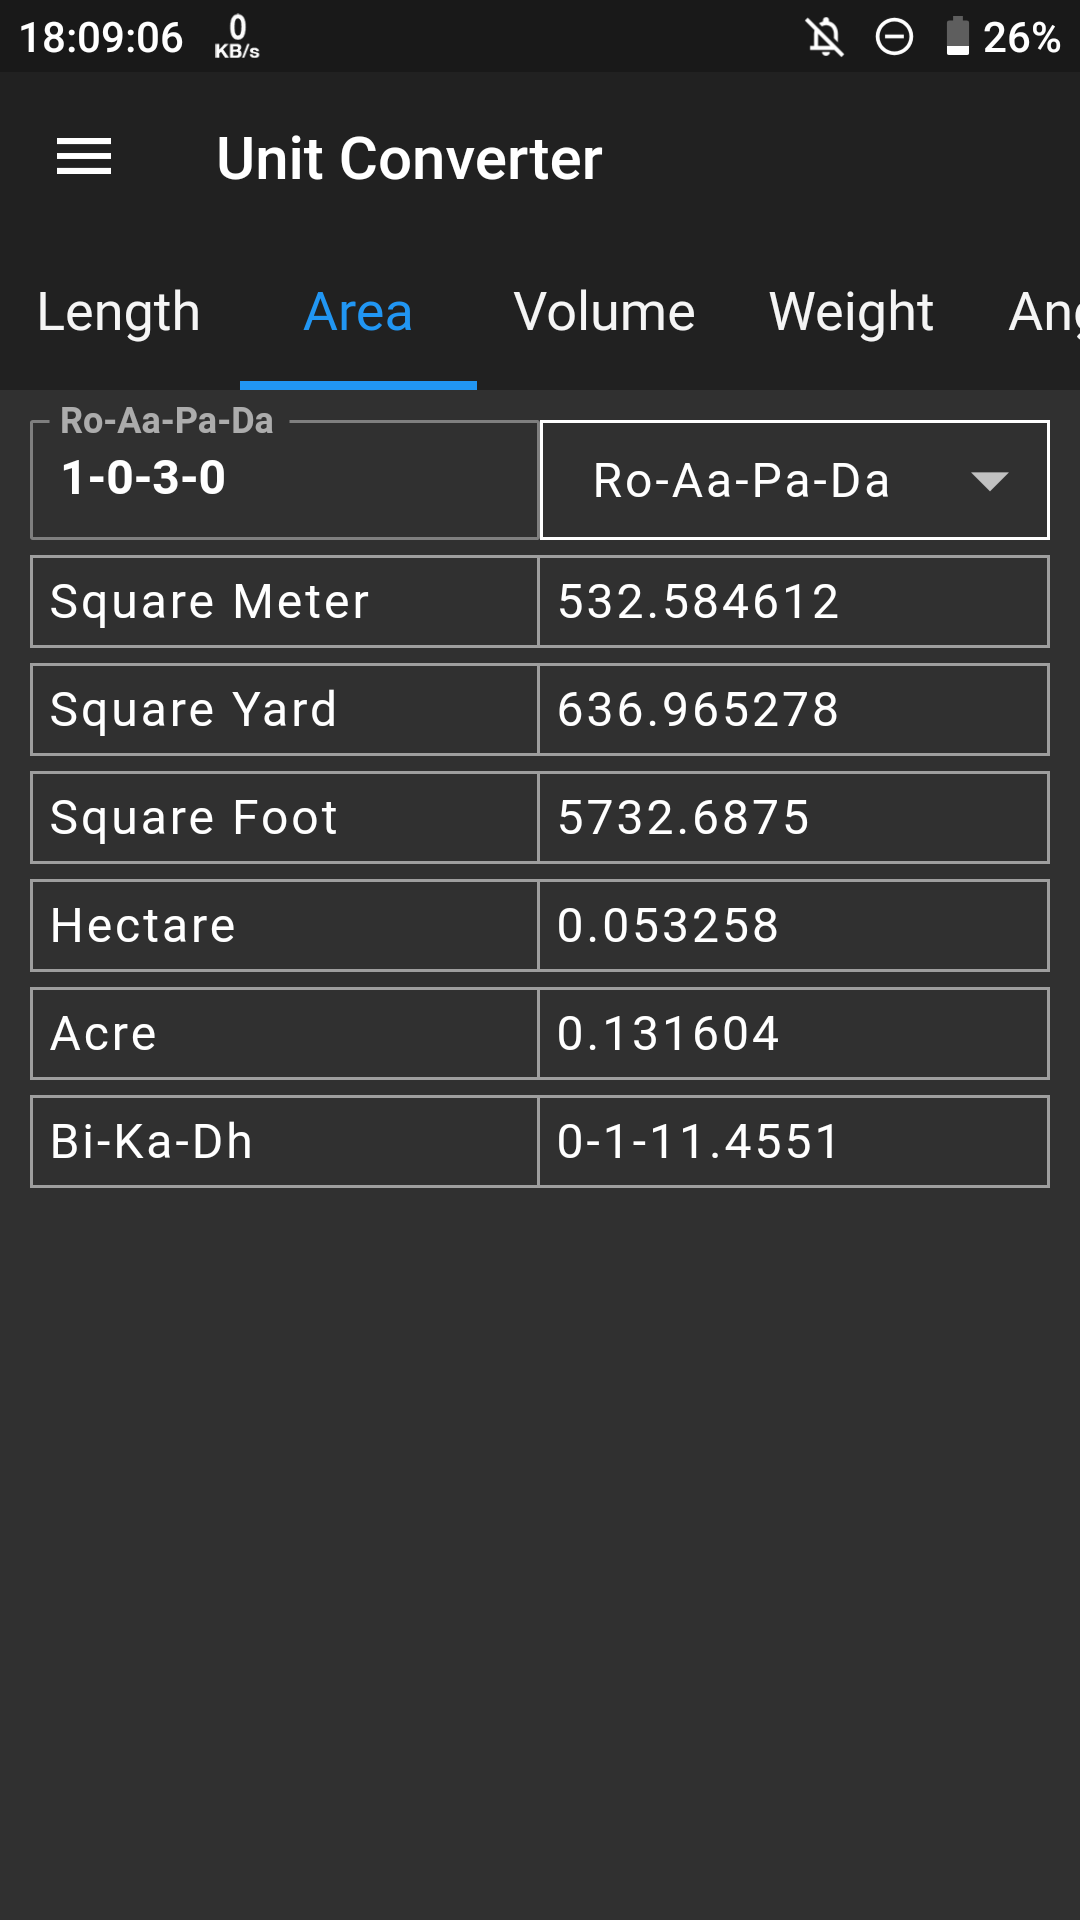 18:09:06 0 KB/s 26%
Unit Converter
Length Area Volume Weight
Ro-Aa-Pa-Da
1-0-3-0 Ro-Aa-Pa-Da
Square Meter 532.584612
Square Yard 636.965278
Square Foot 5732.6875
Hectare 0.053258
Acre 0.131604
Bi-Ka-Dh 0-1-11.4551